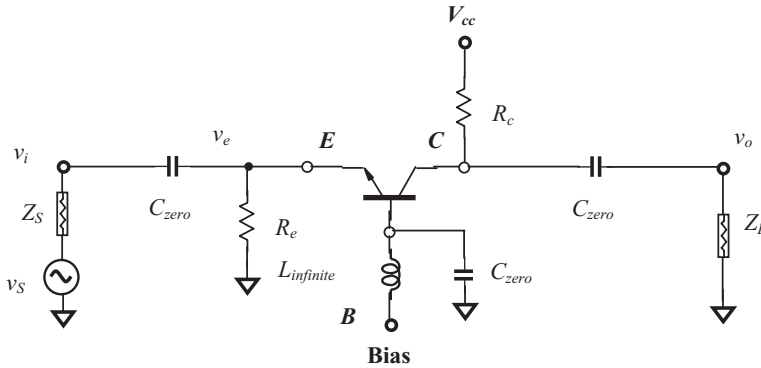 V_cc
R_c
v_e
E
C
v_o
v_i
Z_S
C_zero
R_e
C_zero
L_infinite
C_zero
v_S
B
Bias